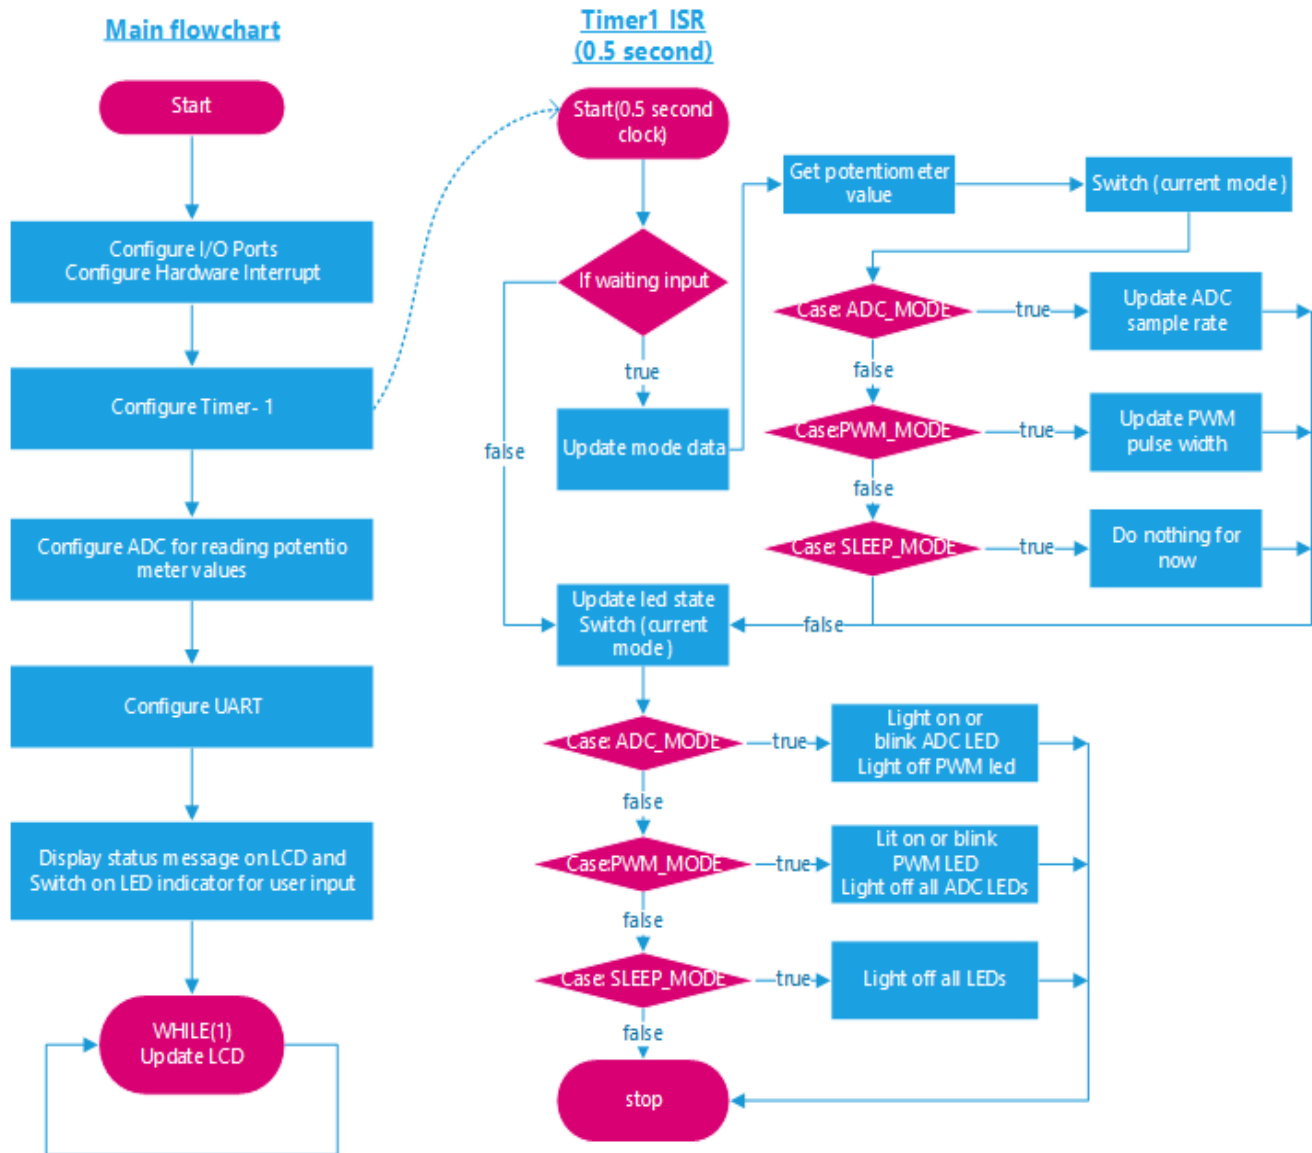 Main flowchart
Start
Configure I/O Ports
Configure Hardware Interrupt
Configure Timer- 1
Configure ADC for reading potentio
meter values
Configure UART
Display status message on LCD and
Switch on LED indicator for user input
WHILE(1)
Update LCD
Timer1 ISR
(0.5 second)
Start(0.5 second
clock)
If waiting input
true
false
Update mode data
Get potentiometer
value
Switch (current mode )
Case: ADC_MODE
true
Update ADC
sample rate
false
Case:PWM_MODE
true
Update PWM
pulse width
false
Case: SLEEP_MODE
true
Do nothing for
now
false
Update led state
Switch (current
mode )
Case: ADC_MODE
true
Light on or
blink ADC LED
Light off PWM led
false
Case:PWM_MODE
true
Lit on or blink
PWM LED
Light off all ADC LEDs
false
Case: SLEEP_MODE
true
Light off all LEDs
false
stop